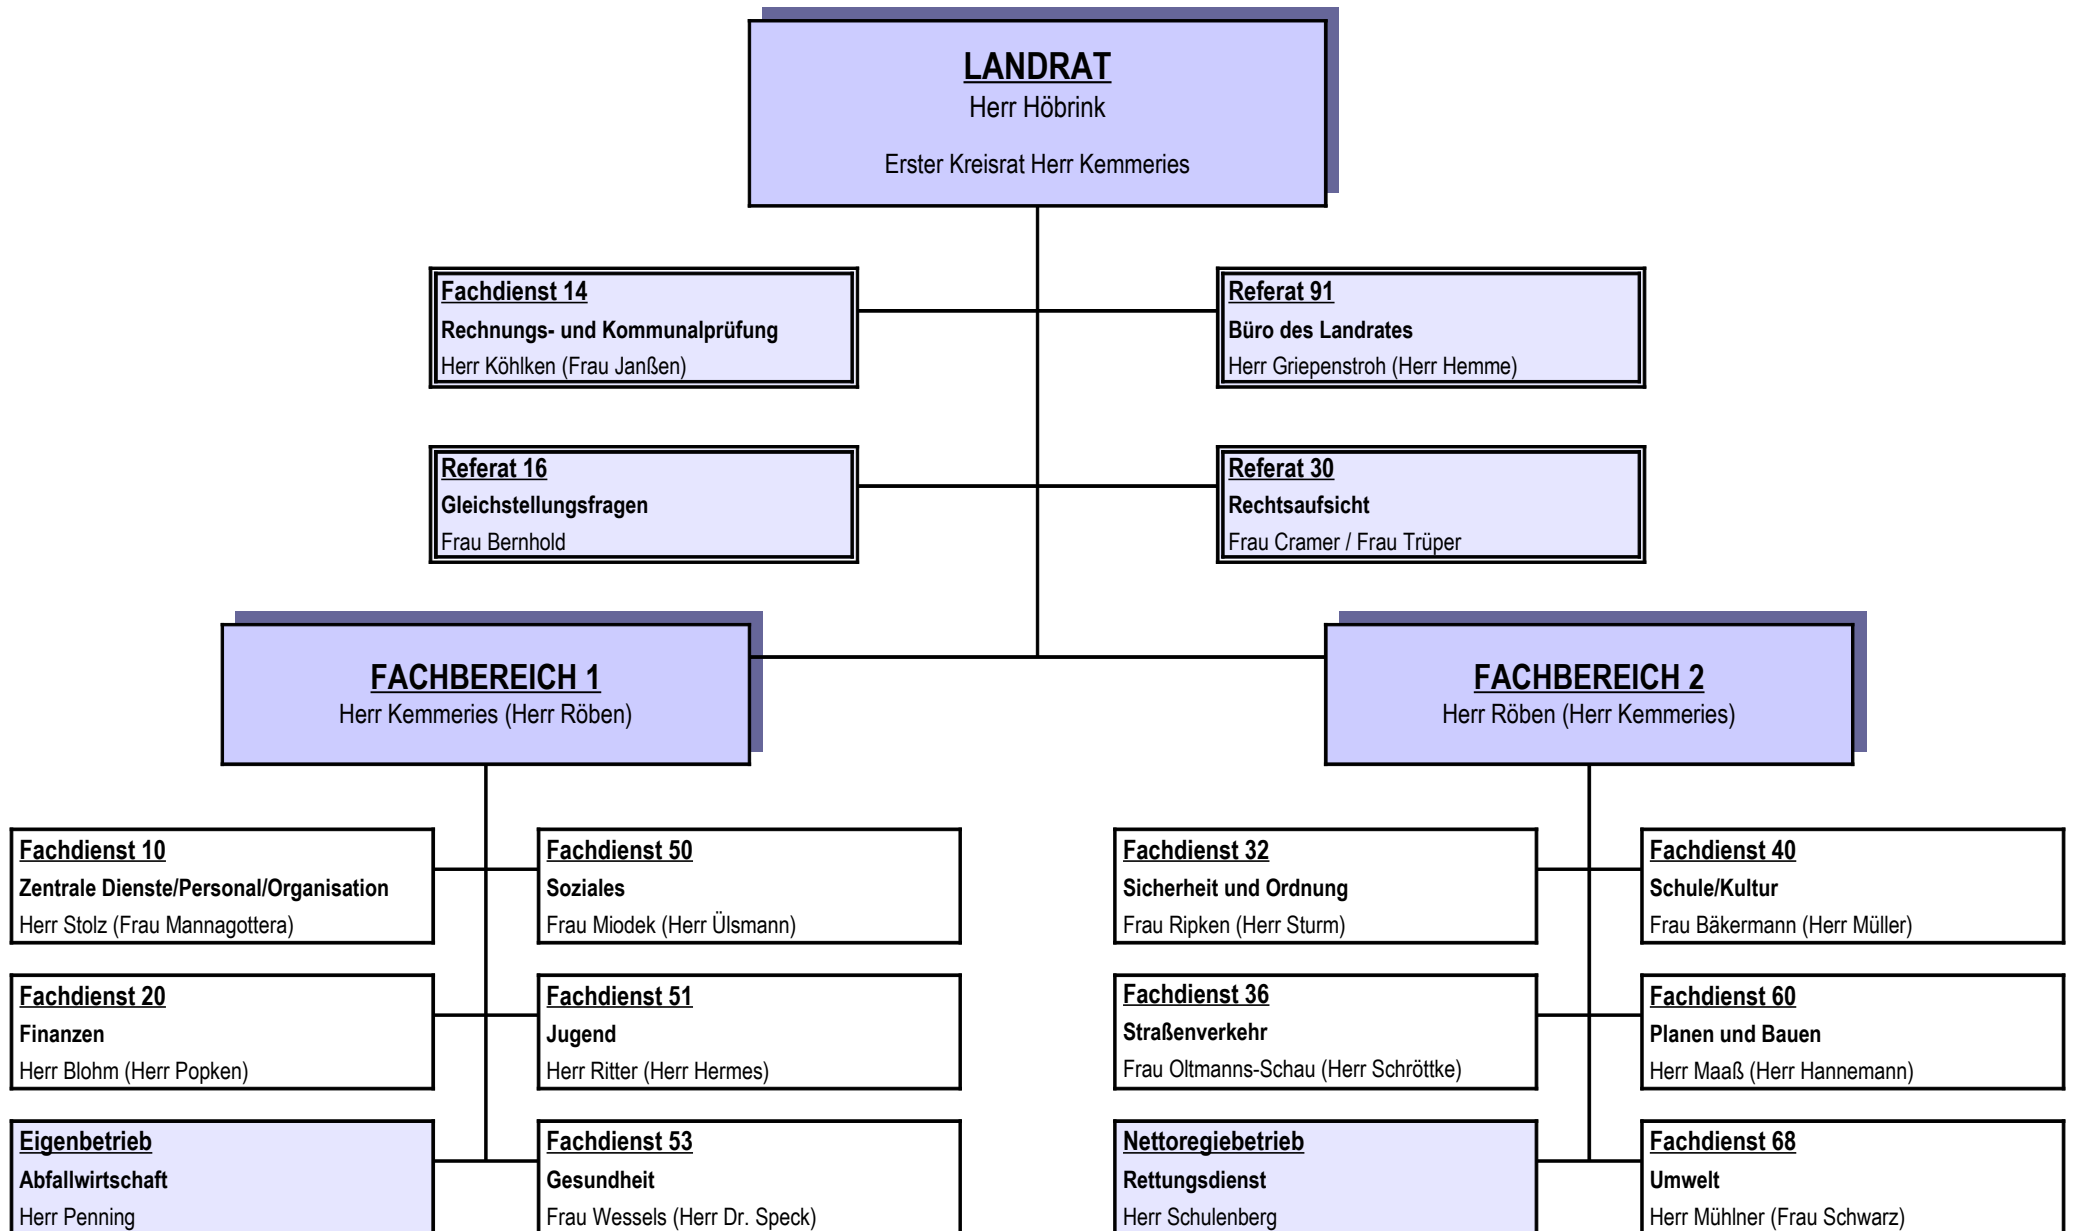 LANDRAT
Herr Höbrink
Erster Kreisrat Herr Kemmeries
Fachdienst 14
Rechnungs- und Kommunalprüfung
Herr Köhlken (Frau Janßen)
Referat 91
Büro des Landrates
Herr Griepenstroh (Herr Hemme)
Referat 16
Gleichstellungsfragen
Frau Bernhold
Referat 30
Rechtsaufsicht
Frau Cramer / Frau Trüper
FACHBEREICH 1
Herr Kemmeries (Herr Röben)
FACHBEREICH 2
Herr Röben (Herr Kemmeries)
Fachdienst 10
Zentrale Dienste/Personal/Organisation
Herr Stolz (Frau Mannagottera)
Fachdienst 50
Soziales
Frau Miodek (Herr Ülsmann)
Fachdienst 32
Sicherheit und Ordnung
Frau Ripken (Herr Sturm)
Fachdienst 40
Schule/Kultur
Frau Bäkermann (Herr Müller)
Fachdienst 20
Finanzen
Herr Blohm (Herr Popken)
Fachdienst 51
Jugend
Herr Ritter (Herr Hermes)
Fachdienst 36
Straßenverkehr
Frau Oltmanns-Schau (Herr Schröttke)
Fachdienst 60
Planen und Bauen
Herr Maaß (Herr Hannemann)
Eigenbetrieb
Abfallwirtschaft
Herr Penning
Fachdienst 53
Gesundheit
Frau Wessels (Herr Dr. Speck)
Nettoregiebetrieb
Rettungsdienst
Herr Schulenberg
Fachdienst 68
Umwelt
Herr Mühlner (Frau Schwarz)